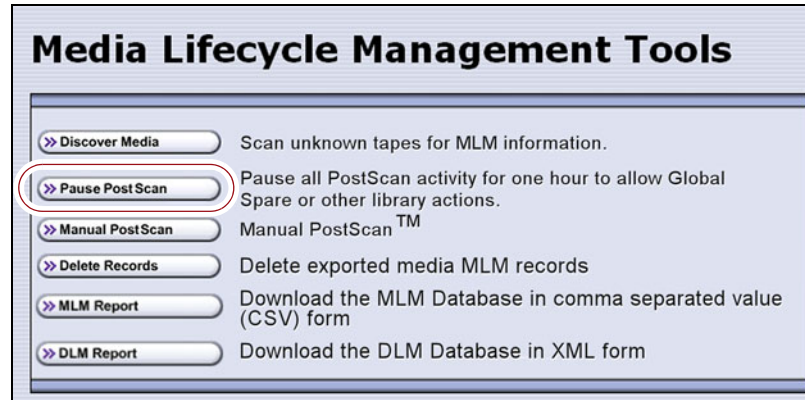 Media Lifecycle Management Tools
Discover Media Scan unknown tapes for MLM information.
Pause Post Scan Pause all PostScan activity for one hour to allow Global
Spare or other library actions.
Manual PostScan Manual PostScan™
Delete Records Delete exported media MLM records
MLM Report Download the MLM Database in comma separated value
(CSV) form
DLM Report Download the DLM Database in XML form